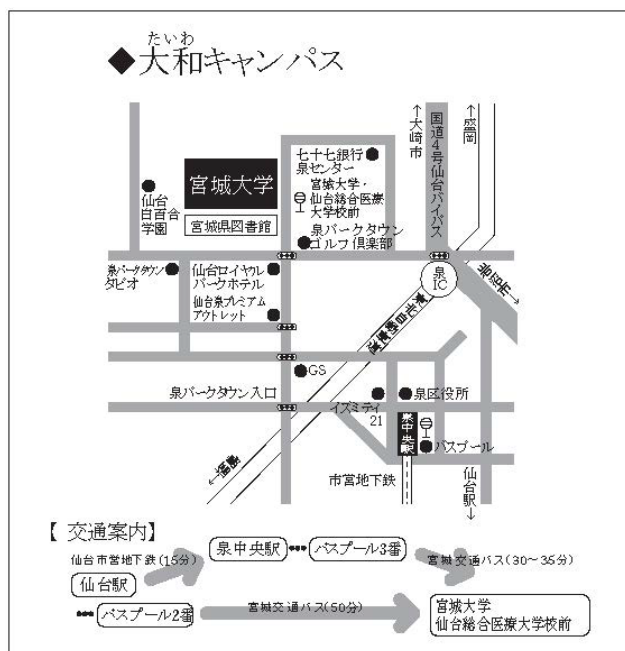 たいわ
◆大和キャンパス
↑大崎市
国道4号仙台バイパス
↑盛岡
七十七銀行
泉センター
宮城大学
宮城大学・
仙台総合医療
大学校前
仙台
白百合
学園
宮城県図書館
泉パークタウン
ゴルフ倶楽部
泉パークタウン
タピオ
仙台ロイヤル
パークホテル
仙台泉プレミアム
アウトレット
泉
IC
岩沼市→
東北自動車道
GS
泉パークタウン入口
イズミティ
21
泉区役所
泉中央駅
バスプール
市営地下鉄
仙台駅→
【 交通案内】
仙台市営地下鉄(15分)
泉中央駅
バスプール3番
宮城交通バス(30～35分)
仙台駅
バスプール2番
宮城交通バス(50分)
宮城大学
仙台総合医療大学校前